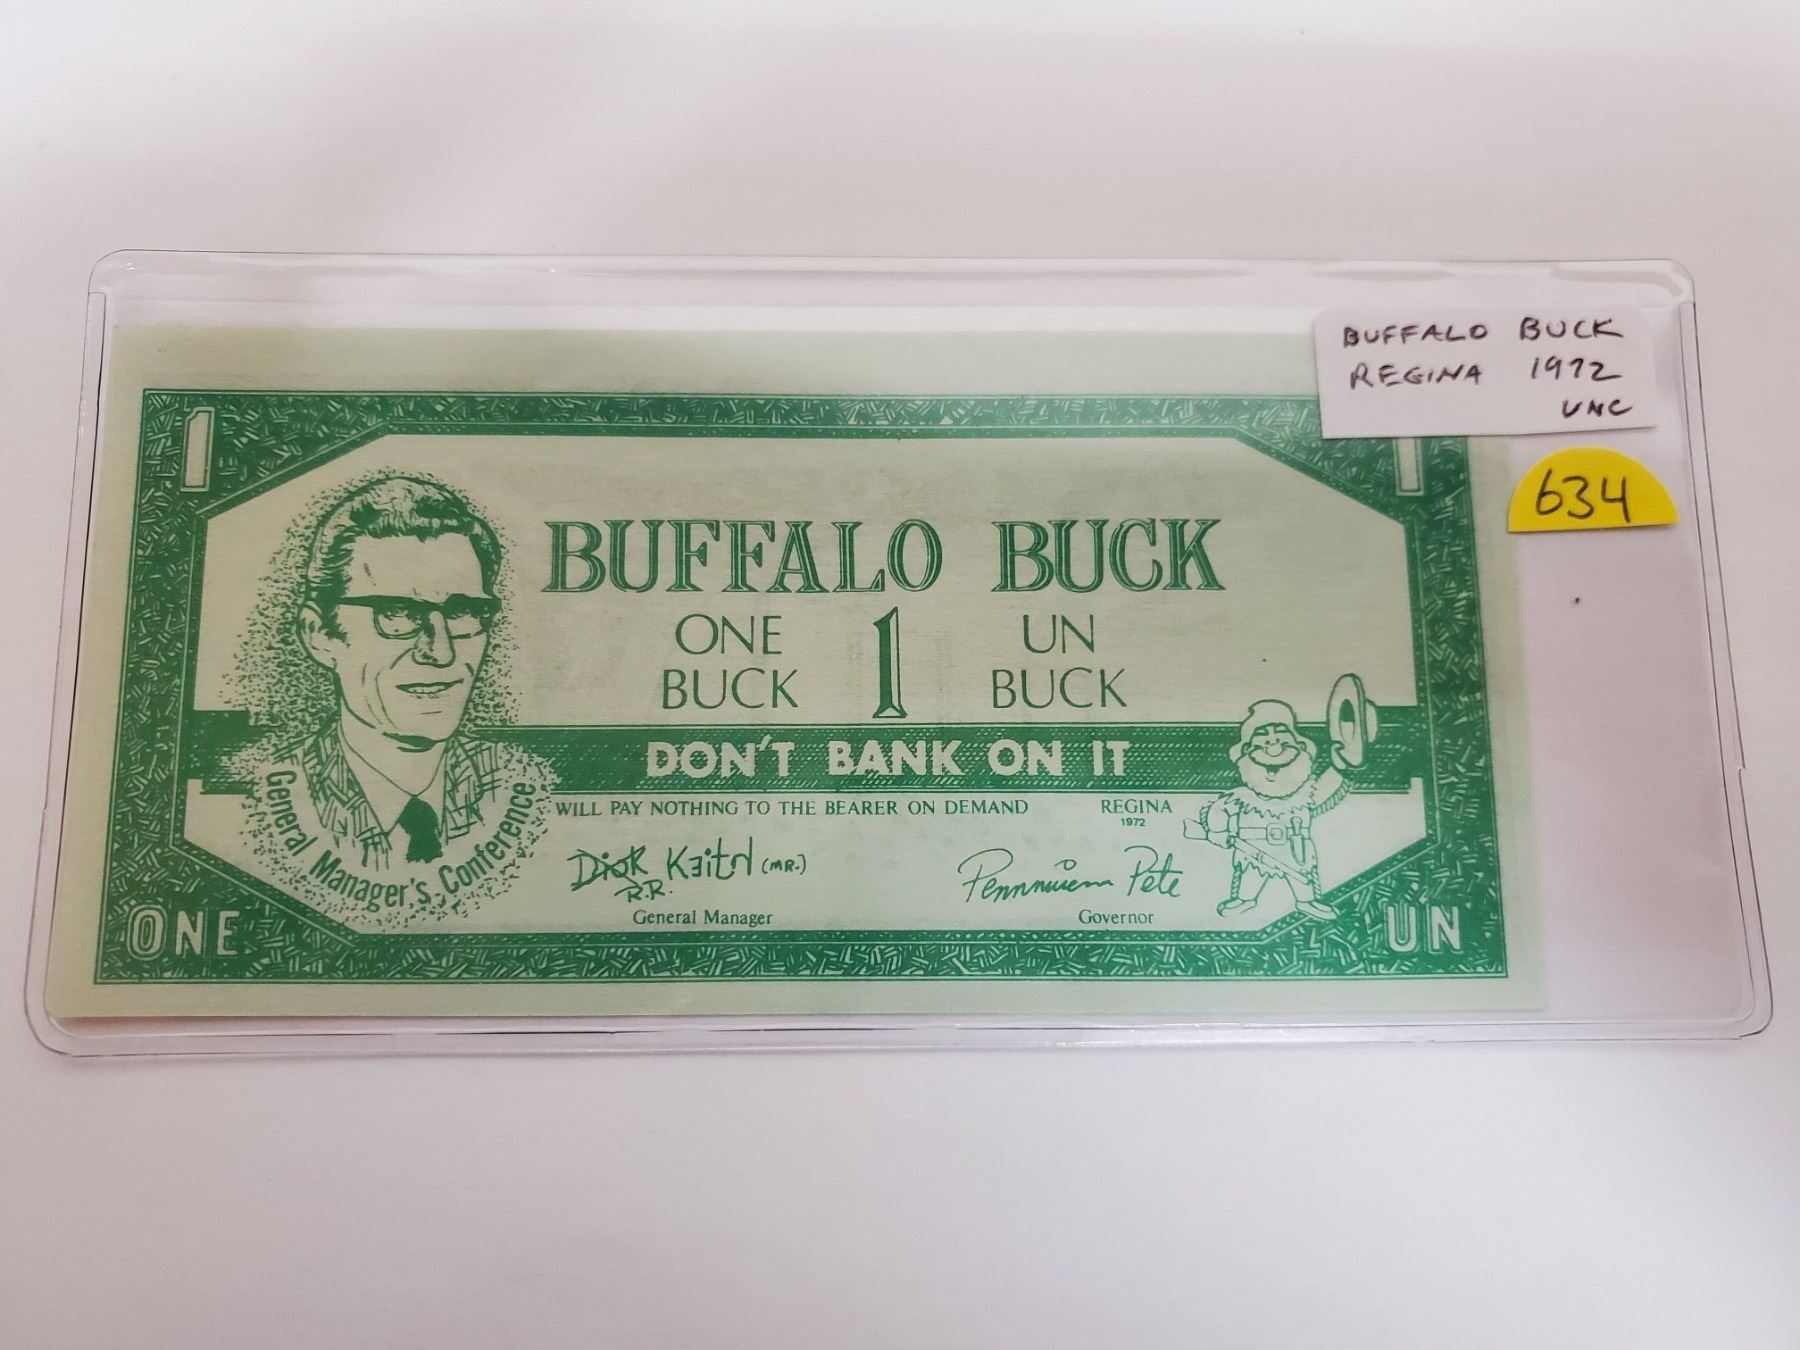 BUFFALO BUCK
REGINA 1972
UNC
634
1
1
BUFFALO BUCK
ONE BUCK
1
UN BUCK
DON'T BANK ON IT
WILL PAY NOTHING TO THE BEARER ON DEMAND
REGINA
1972
General Manager's Conference
Keith (MR.)
R.R.
General Manager
Pete
Governor
ONE
UN